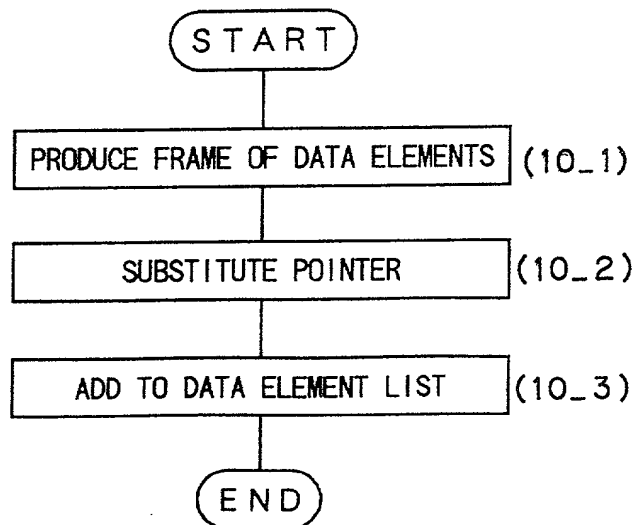 START
PRODUCE FRAME OF DATA ELEMENTS (10_1)
SUBSTITUTE POINTER (10_2)
ADD TO DATA ELEMENT LIST (10_3)
END